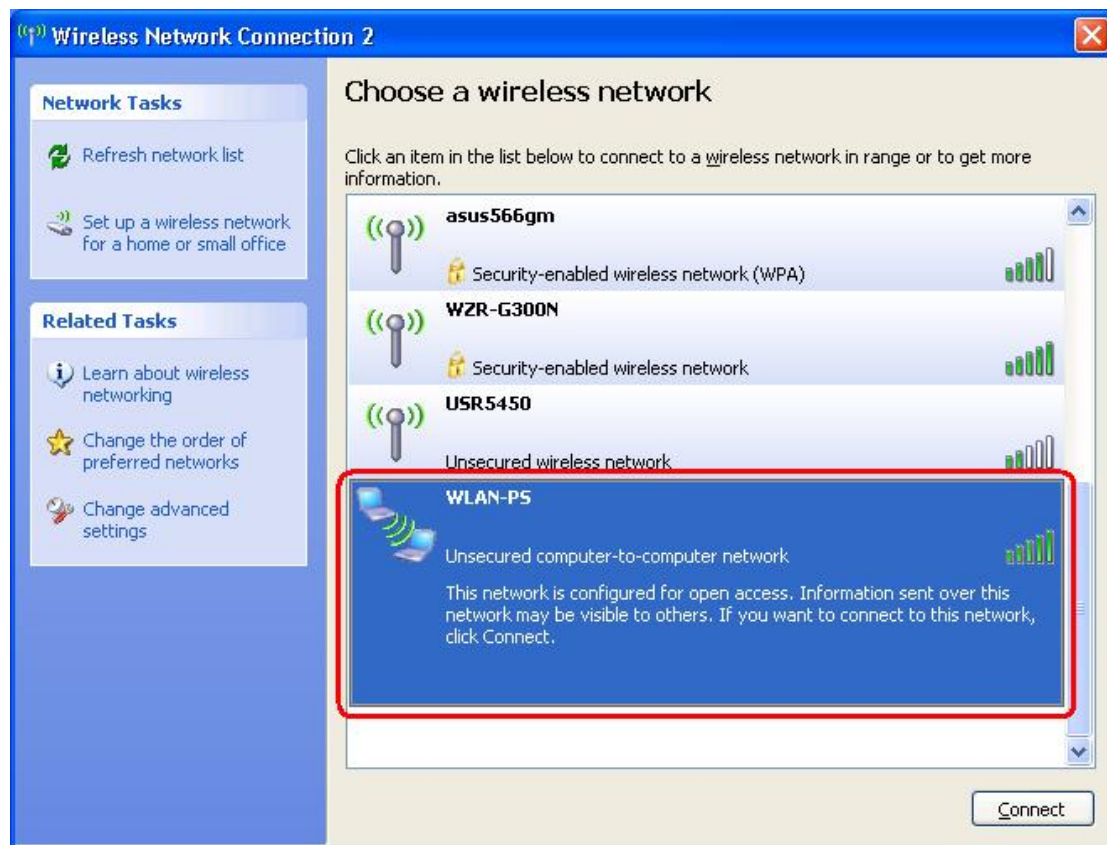 Wireless Network Connection 2
Network Tasks
Refresh network list
Set up a wireless network
for a home or small office
Related Tasks
Learn about wireless
networking
Change the order of
preferred networks
Change advanced
settings
Choose a wireless network
Click an item in the list below to connect to a wireless network in range or to get more
information.
asus566gm
Security-enabled wireless network (WPA)
WZR-G300N
Security-enabled wireless network
USR5450
Unsecured wireless network
WLAN-PS
Unsecured computer-to-computer network
This network is configured for open access. Information sent over this
network may be visible to others. If you want to connect to this network,
click Connect.
Connect